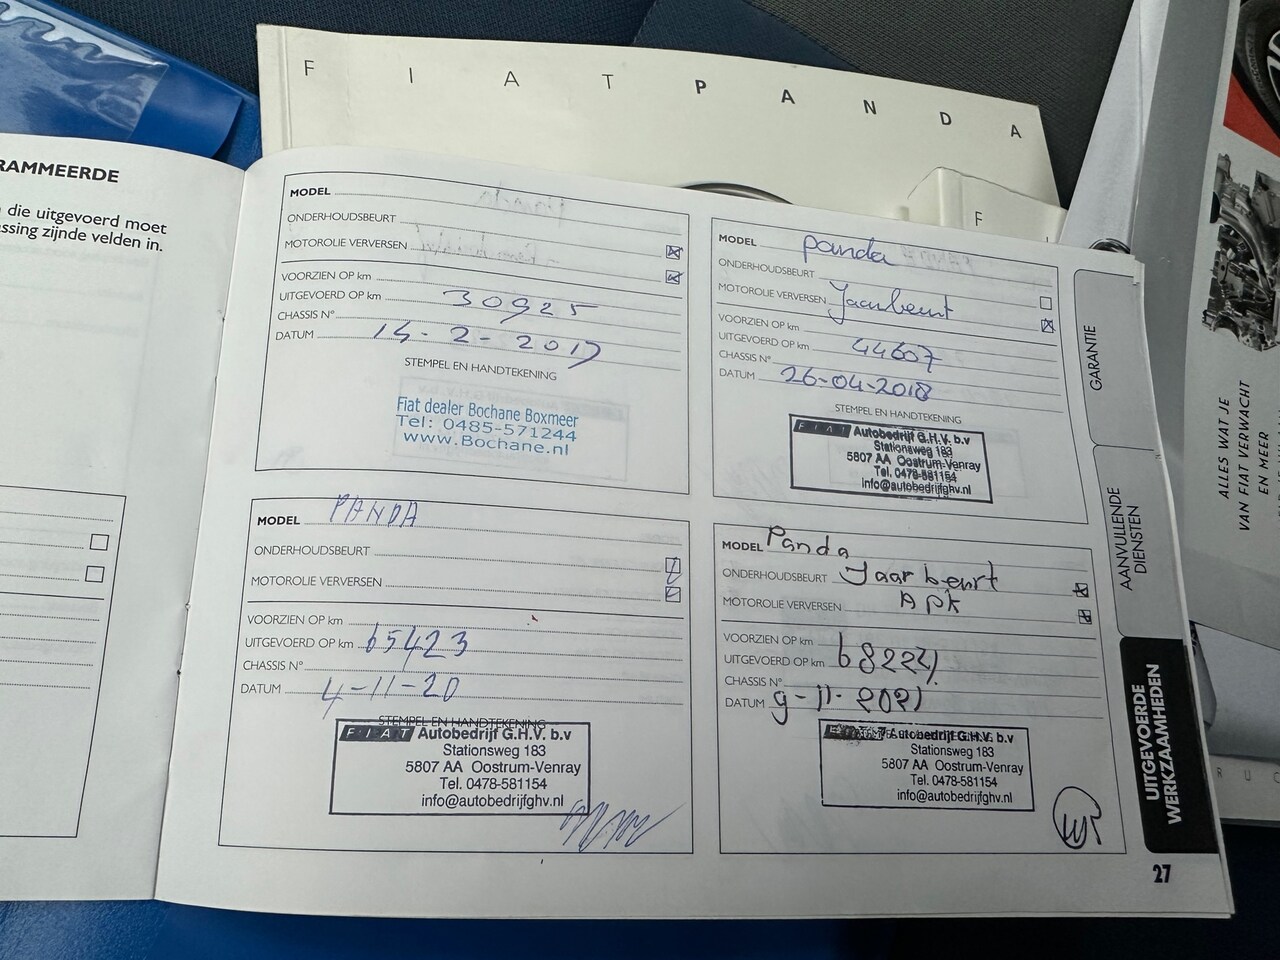 F I A T P A N D A
F
RAMMEERDE
die uitgevoerd moet
ssing zijnde velden in.
MODEL
ONDERHOUDSBEURT
MOTOROLIE VERVERSEN
VOORZIEN OP km
UITGEVOERD OP km 30925
CHASSIS N°
DATUM 14-2-2017
STEMPEL EN HANDTEKENING
Fiat dealer Bochane Boxmeer
Tel: 0485-571244
www.Bochane.nl
MODEL panda
ONDERHOUDSBEURT
MOTOROLIE VERVERSEN Jaarbeurt
VOORZIEN OP km
UITGEVOERD OP km 44607
CHASSIS N°
DATUM 26-04-2018
STEMPEL EN HANDTEKENING
FIAT Autobedrijf G.H.V. b.v
Stationsweg 183
5807 AA Oostrum-Venray
Tel. 0478-581154
info@autobedrijfghv.nl
MODEL PANDA
ONDERHOUDSBEURT
MOTOROLIE VERVERSEN
VOORZIEN OP km
UITGEVOERD OP km 65423
CHASSIS N°
DATUM 4-11-20
STEMPEL EN HANDTEKENING
FIAT Autobedrijf G.H.V. b.v
Stationsweg 183
5807 AA Oostrum-Venray
Tel. 0478-581154
info@autobedrijfghv.nl
MODEL Panda
ONDERHOUDSBEURT Jaarbeurt
MOTOROLIE VERVERSEN APK
VOORZIEN OP km
UITGEVOERD OP km
CHASSIS N°
DATUM 9-11-2021
Autobedrijf G.H.V. b.v
Stationsweg 183
5807 AA Oostrum-Venray
Tel. 0478-581154
info@autobedrijfghv.nl
GARANTIE
AANVULLENDE
DIENSTEN
UITGEVOERDE
WERKZAAMHEDEN
27
ALLES WAT JE
VAN FIAT VERWACHT
EN MEER